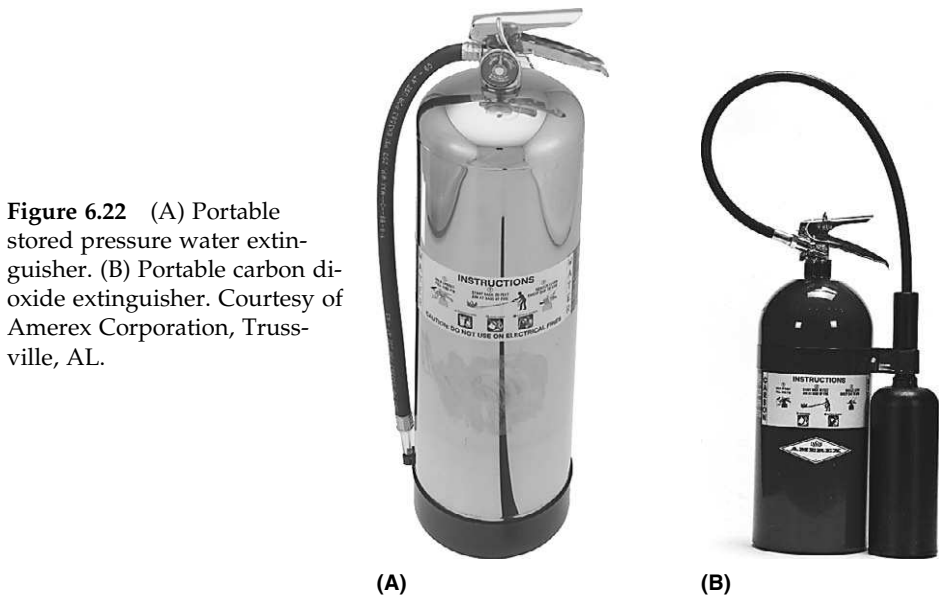 Figure 6.22 (A) Portable
stored pressure water extin-
guisher. (B) Portable carbon di-
oxide extinguisher. Courtesy of
Amerex Corporation, Truss-
ville, AL.
INSTRUCTIONS
CAUTION: DO NOT USE ON ELECTRICAL FIRES
INSTRUCTIONS
AMEREX
(A)
(B)